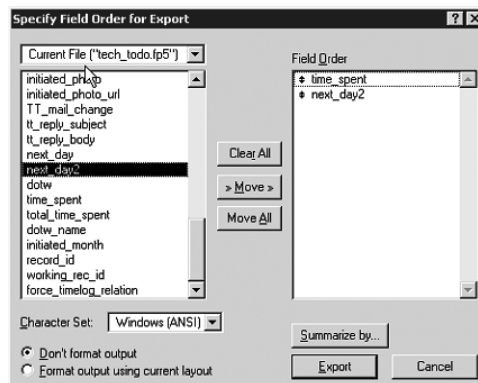 Specify Field Order for Export
Current File ("tech_todo.fp5")
Field Order
initiated_photo
initiated_photo_url
TT_mail_change
tt_reply_subject
tt_reply_body
next_day
next_day2
dotw
time_spent
total_time_spent
dotw_name
initiated_month
record_id
working_rec_id
force_timelog_relation
Clear All
» Move »
Move All
time_spent
next_day2
Character Set: Windows (ANSI)
Summarize by...
Don't format output
Format output using current layout
Export
Cancel